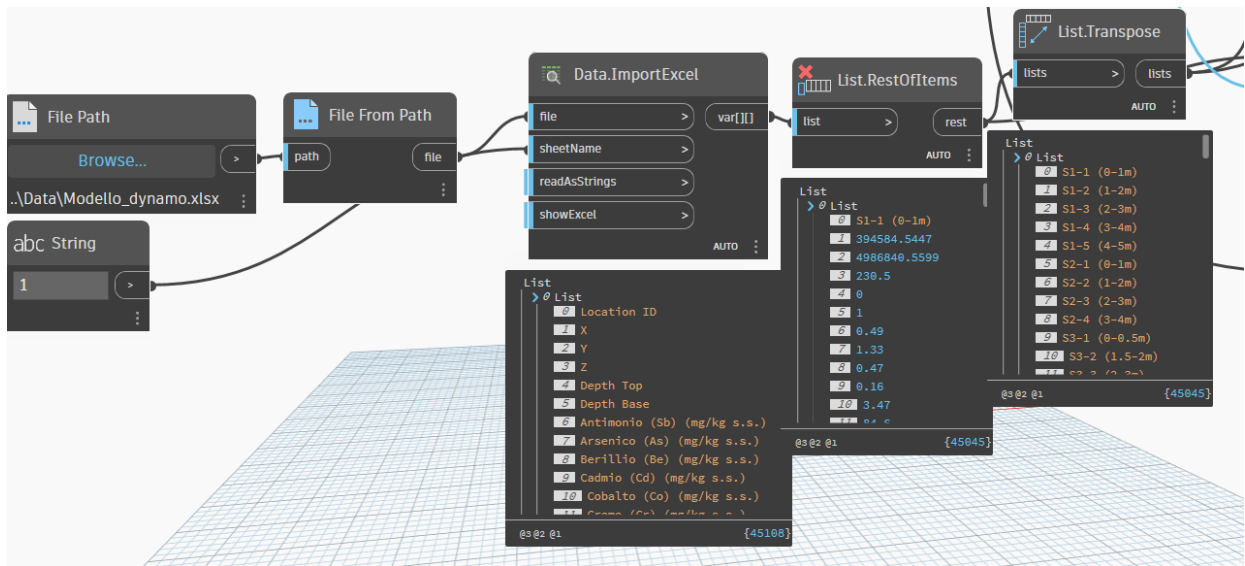 File Path
Browse...
>
..\Data\Modello_dynamo.xlsx
abc String
1
>
File From Path
path
file
Data.ImportExcel
file >
var[][]
sheetName >
readAsStrings >
showExcel >
AUTO
List
0 List
0 Location ID
1 X
2 Y
3 Z
4 Depth Top
5 Depth Base
6 Antimonio (Sb) (mg/kg s.s.)
7 Arsenico (As) (mg/kg s.s.)
8 Berillio (Be) (mg/kg s.s.)
9 Cadmio (Cd) (mg/kg s.s.)
10 Cobalto (Co) (mg/kg s.s.)
@3 @2 @1 {45108}
List.RestOfItems
list >
rest
AUTO
List
0 List
0 S1-1 (0-1m)
1 394584.5447
2 4986840.5599
3 230.5
4 0
5 1
6 0.49
7 1.33
8 0.47
9 0.16
10 3.47
@3 @2 @1 {45045}
List.Transpose
lists >
lists
AUTO
List
0 List
0 S1-1 (0-1m)
1 S1-2 (1-2m)
2 S1-3 (2-3m)
3 S1-4 (3-4m)
4 S1-5 (4-5m)
5 S2-1 (0-1m)
6 S2-2 (1-2m)
7 S2-3 (2-3m)
8 S2-4 (3-4m)
9 S3-1 (0-0.5m)
10 S3-2 (1.5-2m)
@3 @2 @1 {45045}